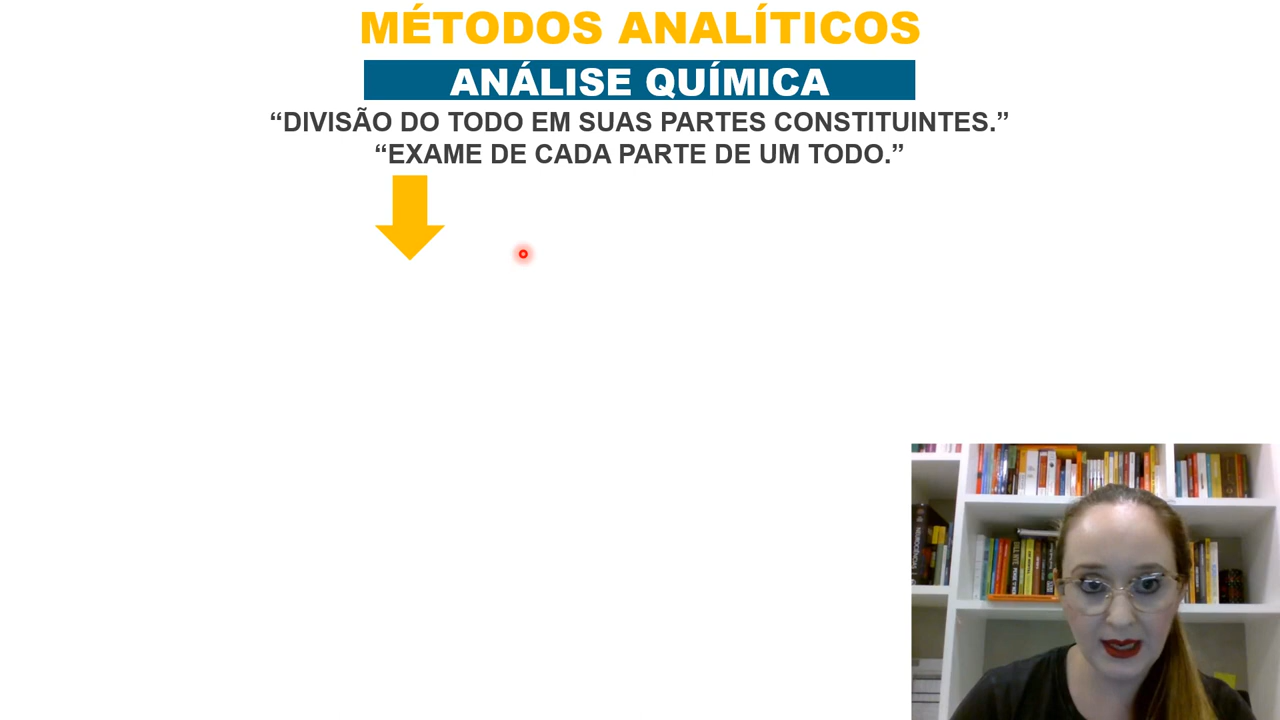 MÉTODOS ANALÍTICOS
ANÁLISE QUÍMICA
“DIVISÃO DO TODO EM SUAS PARTES CONSTITUINTES.”
“EXAME DE CADA PARTE DE UM TODO.”